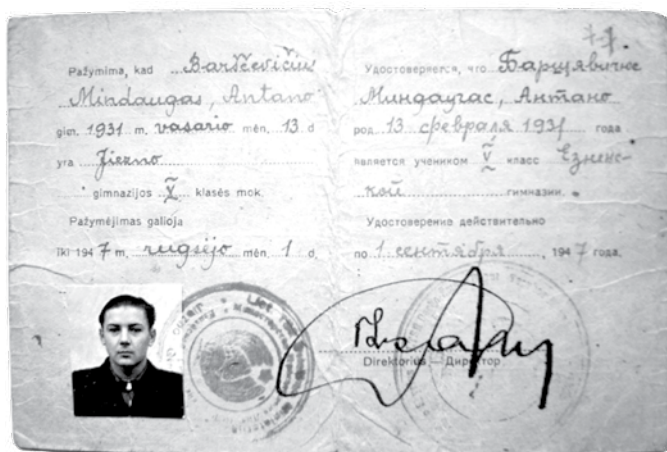 Pažymima, kad Barščevičius
Mindaugas, Antano
gim. 1931 m. vasario mėn. 13 d
yra Jiezno
gimnazijos V klasės mok.
Pažymėjimas galioja
iki 1947 m. rugsėjo mėn. 1 d.
Удостоверяется, что Барщявичюс
Миндаугас, Антано
род. 13 февраля 1931 года
является учеником V класс Езнен-
ской гимназии.
Удостоверение действительно
по 1 сентября, 1947 года.
Direktorius — Директор